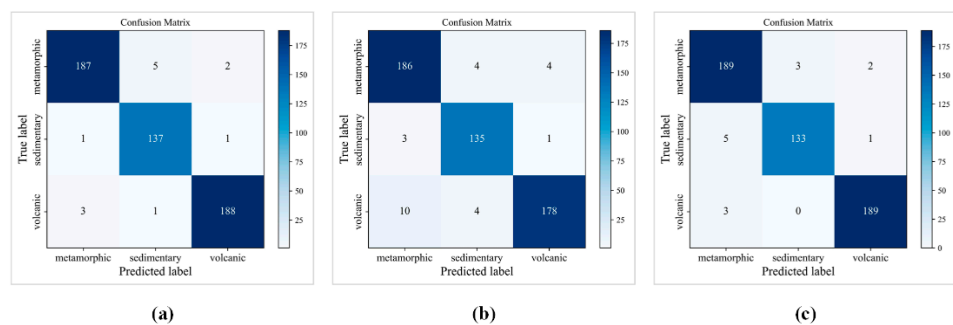 Confusion Matrix
True label
metamorphic
sedimentary
volcanic
187 5 2
1 137 1
3 1 188
metamorphic sedimentary volcanic
Predicted label
175
150
125
100
75
50
25
(a)
Confusion Matrix
True label
metamorphic
sedimentary
volcanic
186 4 4
3 135 1
10 4 178
metamorphic sedimentary volcanic
Predicted label
175
150
125
100
75
50
25
(b)
Confusion Matrix
True label
metamorphic
sedimentary
volcanic
189 3 2
5 133 1
3 0 189
metamorphic sedimentary volcanic
Predicted label
175
150
125
100
75
50
25
0
(c)